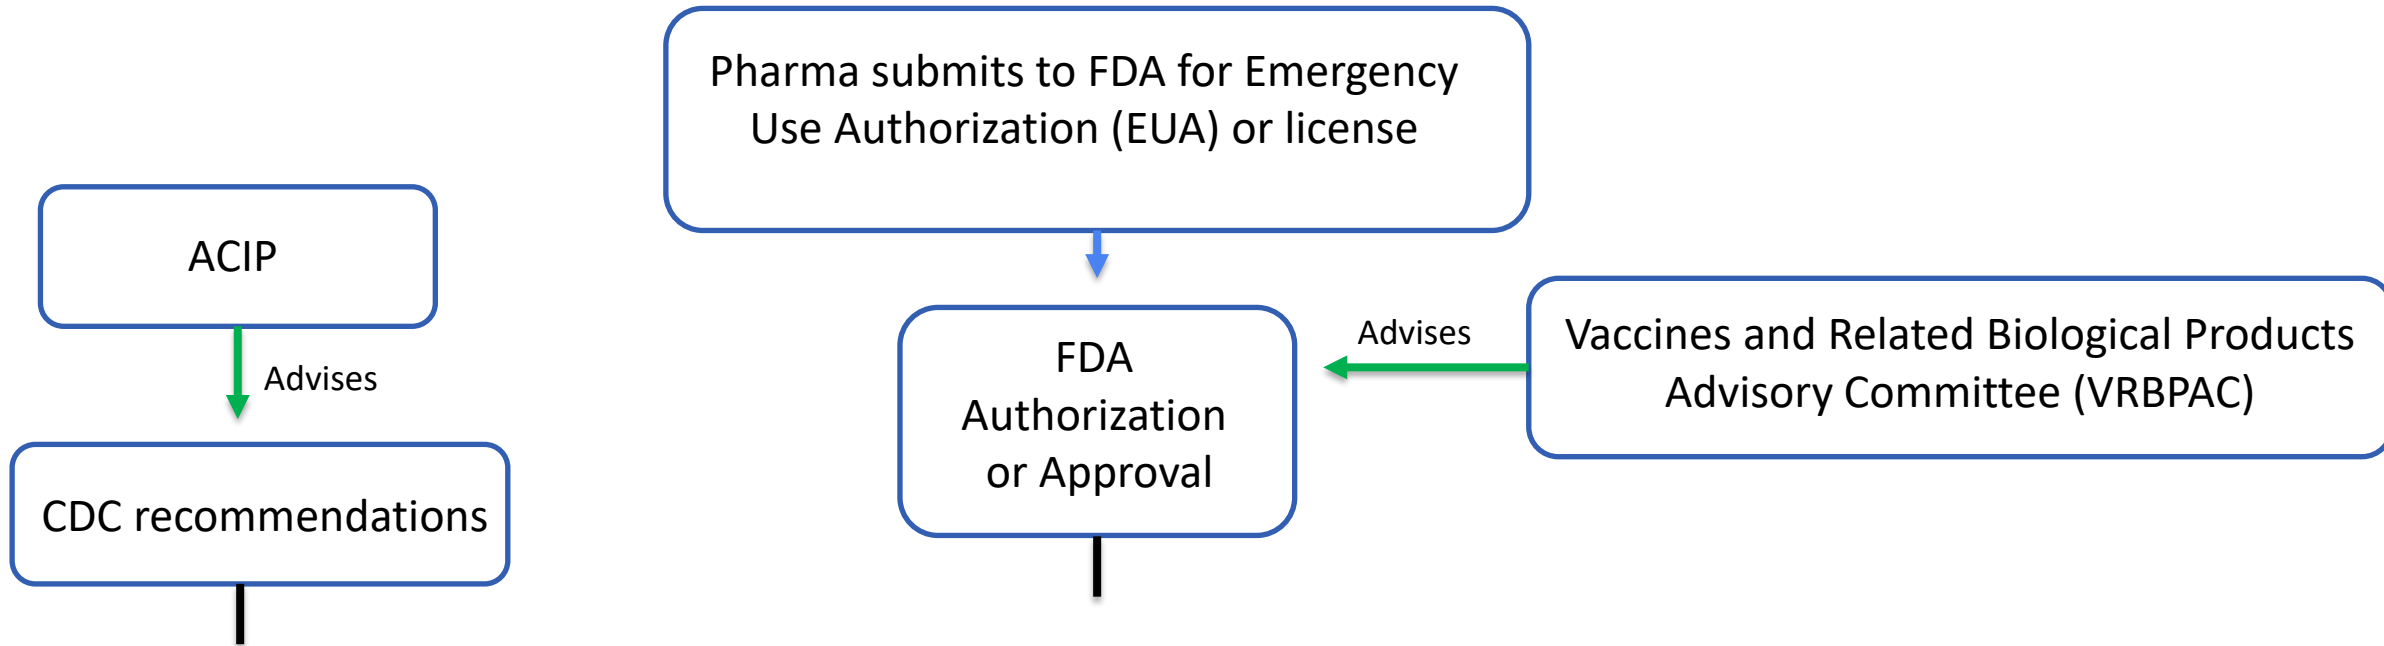 Pharma submits to FDA for Emergency
Use Authorization (EUA) or license
ACIP
Advises
CDC recommendations
FDA
Authorization
or Approval
Advises
Vaccines and Related Biological Products
Advisory Committee (VRBPAC)